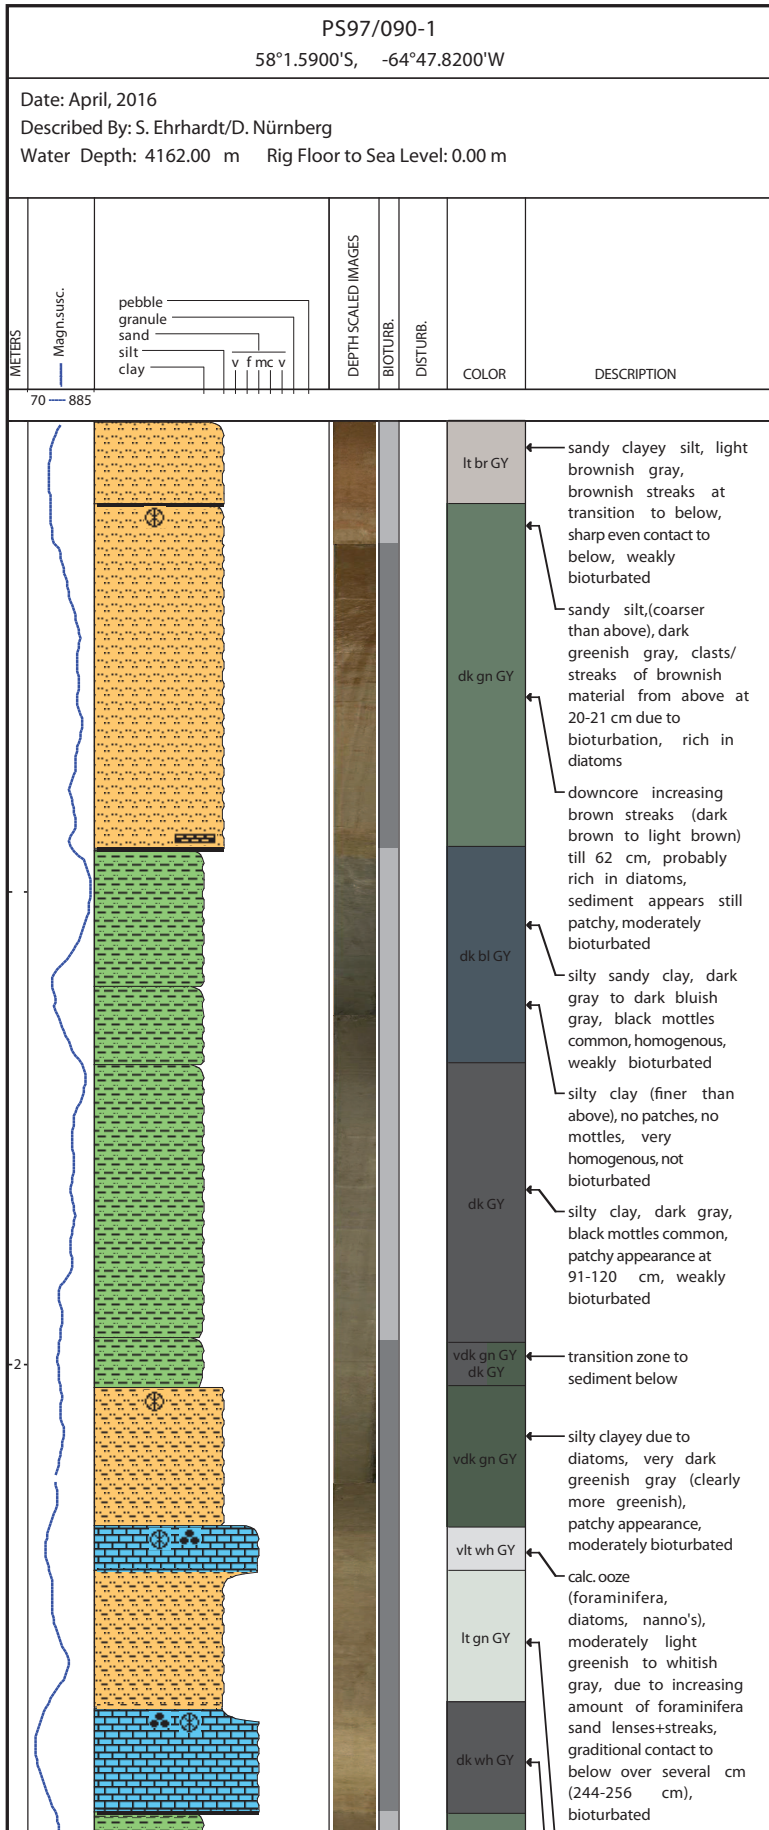 PS97/090-1
58°1.5900'S, -64°47.8200'W
Date: April, 2016
Described By: S. Ehrhardt/D. Nürnberg
Water Depth: 4162.00 m Rig Floor to Sea Level: 0.00 m
METERS
Magn.susc.
pebble
granule
sand
silt
clay
v f mc v
DEPTH SCALED IMAGES
BIOTURB.
DISTURB.
COLOR
DESCRIPTION
70 --- 885
lt br GY
dk gn GY
dk bl GY
dk GY
2
vdk gn GY
dk GY
vdk gn GY
vlt wh GY
lt gn GY
dk wh GY
sandy clayey silt, light
brownish gray,
brownish streaks at
transition to below,
sharp even contact to
below, weakly
bioturbated
sandy silt,(coarser
than above), dark
greenish gray, clasts/
streaks of brownish
material from above at
20-21 cm due to
bioturbation, rich in
diatoms
downcore increasing
brown streaks (dark
brown to light brown)
till 62 cm, probably
rich in diatoms,
sediment appears still
patchy, moderately
bioturbated
silty sandy clay, dark
gray to dark bluish
gray, black mottles
common, homogenous,
weakly bioturbated
silty clay (finer than
above), no patches, no
mottles, very
homogenous, not
bioturbated
silty clay, dark gray,
black mottles common,
patchy appearance at
91-120 cm, weakly
bioturbated
transition zone to
sediment below
silty clayey due to
diatoms, very dark
greenish gray (clearly
more greenish),
patchy appearance,
moderately bioturbated
calc. ooze
(foraminifera,
diatoms, nanno's),
moderately light
greenish to whitish
gray, due to increasing
amount of foraminifera
sand lenses+streaks,
graditional contact to
below over several cm
(244-256 cm),
bioturbated